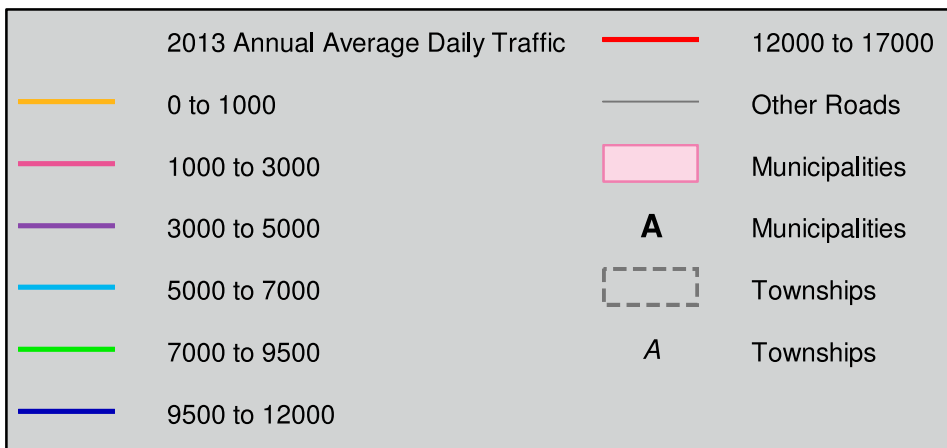 2013 Annual Average Daily Traffic
0 to 1000
1000 to 3000
3000 to 5000
5000 to 7000
7000 to 9500
9500 to 12000
12000 to 17000
Other Roads
Municipalities
A Municipalities
Townships
A Townships